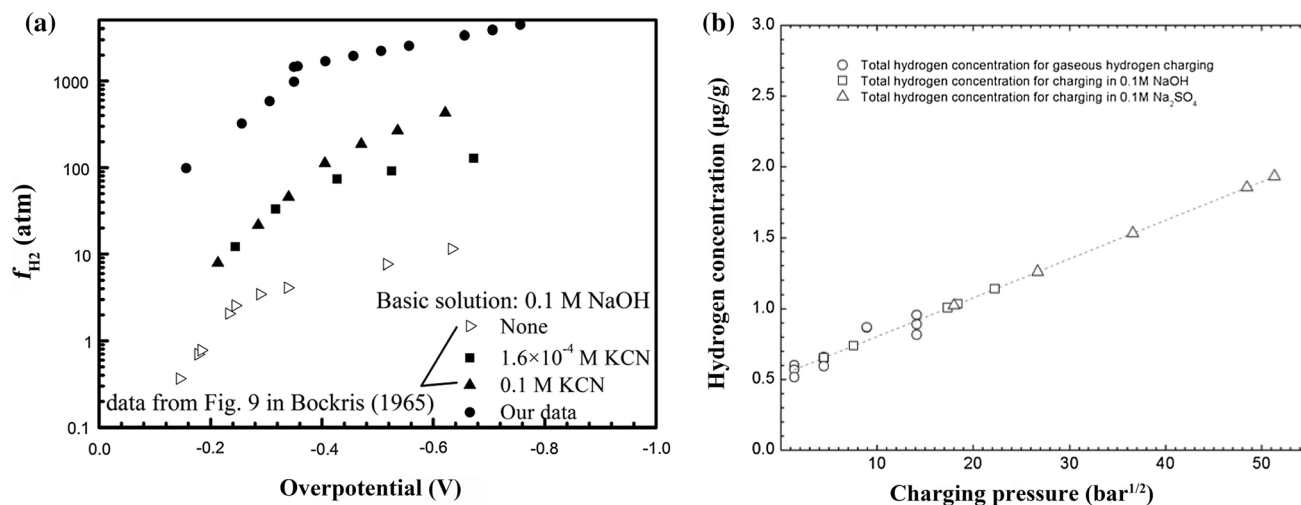 (a)
1000
100
10
1
0.1
f_H2 (atm)
0.0
-0.2
-0.4
-0.6
-0.8
-1.0
Overpotential (V)
Basic solution: 0.1 M NaOH
▷ None
■ 1.6×10⁻⁴ M KCN
▲ 0.1 M KCN
data from Fig. 9 in Bockris (1965)
● Our data
(b)
3.0
2.5
2.0
1.5
1.0
0.5
0.0
Hydrogen concentration (µg/g)
○ Total hydrogen concentration for gaseous hydrogen charging
□ Total hydrogen concentration for charging in 0.1M NaOH
△ Total hydrogen concentration for charging in 0.1M Na₂SO₄
10
20
30
40
50
Charging pressure (bar^1/2)